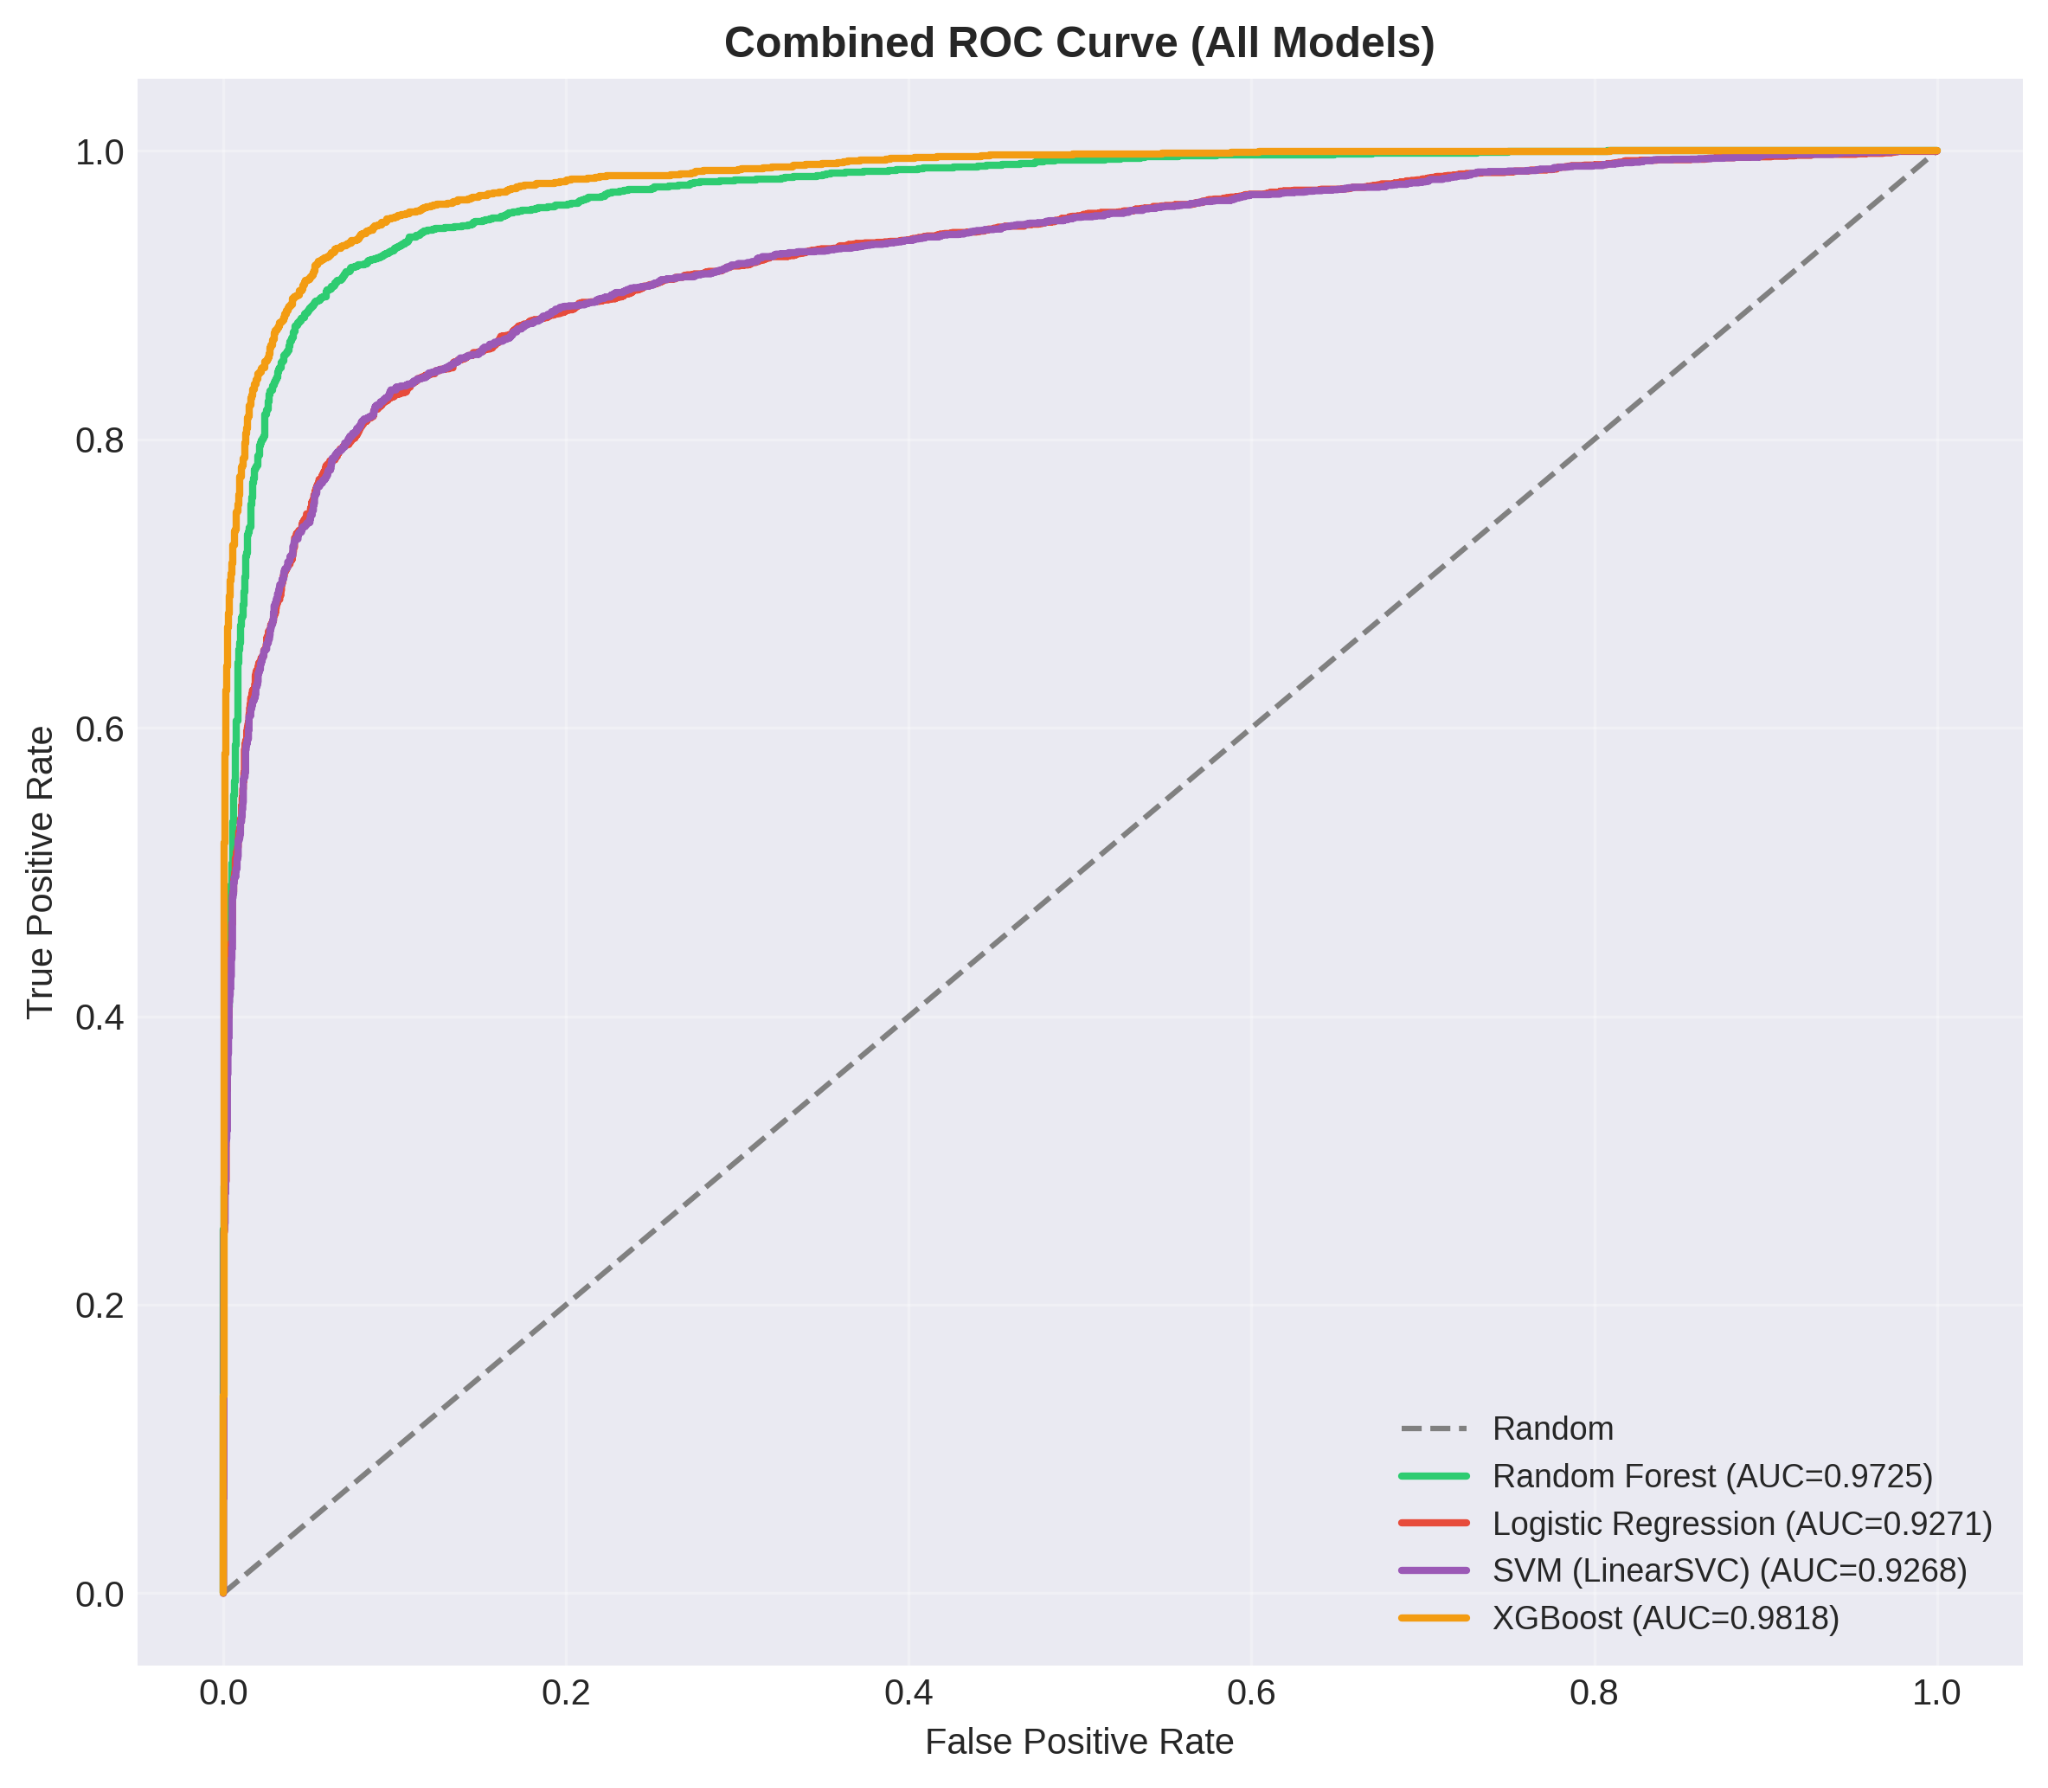 Combined ROC Curve (All Models)
True Positive Rate
1.0
0.8
0.6
0.4
0.2
0.0
Random
Random Forest (AUC=0.9725)
Logistic Regression (AUC=0.9271)
SVM (LinearSVC) (AUC=0.9268)
XGBoost (AUC=0.9818)
0.0 0.2 0.4 0.6 0.8 1.0
False Positive Rate